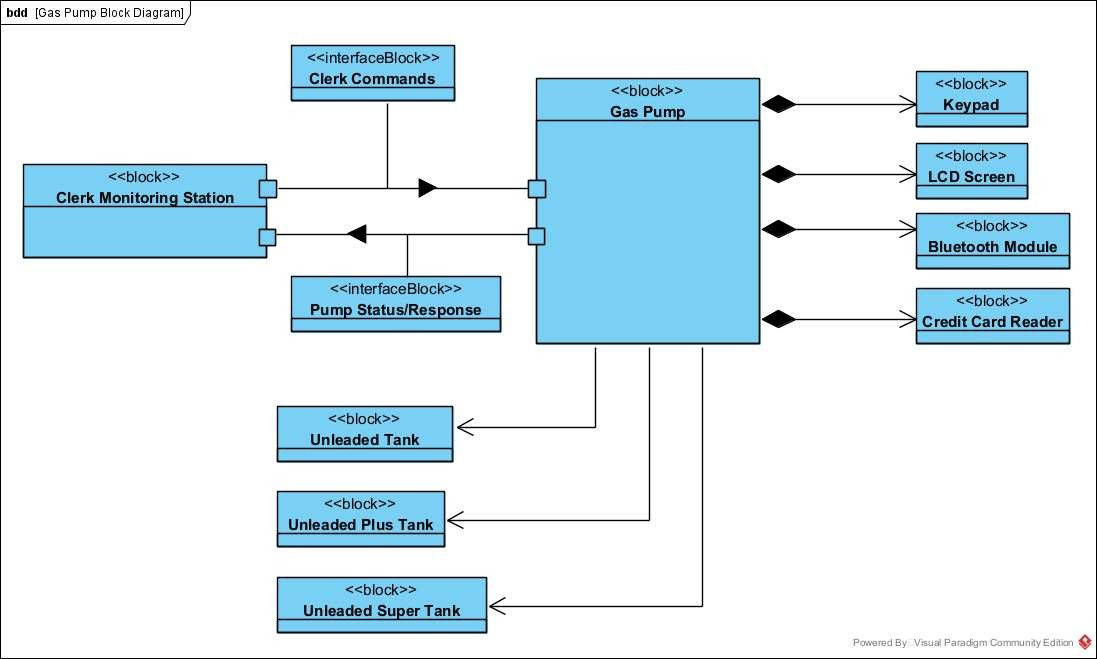 bdd [Gas Pump Block Diagram]
<<interfaceBlock>>
Clerk Commands
<<block>>
Gas Pump
<<block>>
Keypad
<<block>>
LCD Screen
<<block>>
Clerk Monitoring Station
<<block>>
Bluetooth Module
<<interfaceBlock>>
Pump Status/Response
<<block>>
Credit Card Reader
<<block>>
Unleaded Tank
<<block>>
Unleaded Plus Tank
<<block>>
Unleaded Super Tank
Powered By: Visual Paradigm Community Edition